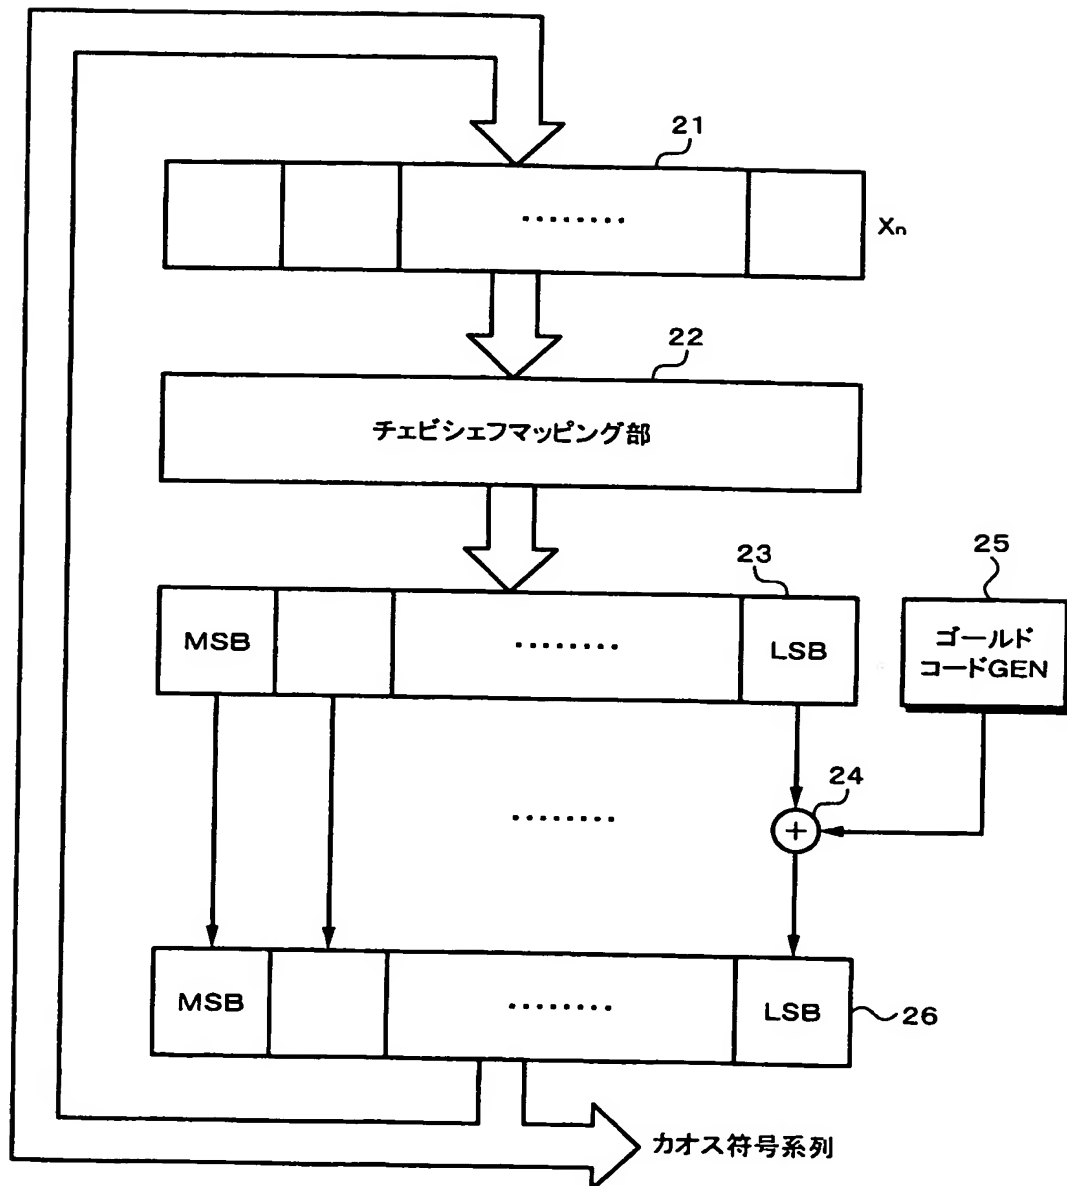 21
........
Xn
22
チェビシェフマッピング部
23
25
MSB
........
LSB
ゴールド
コードGEN
24
........
+
MSB
........
LSB
26
カオス符号系列